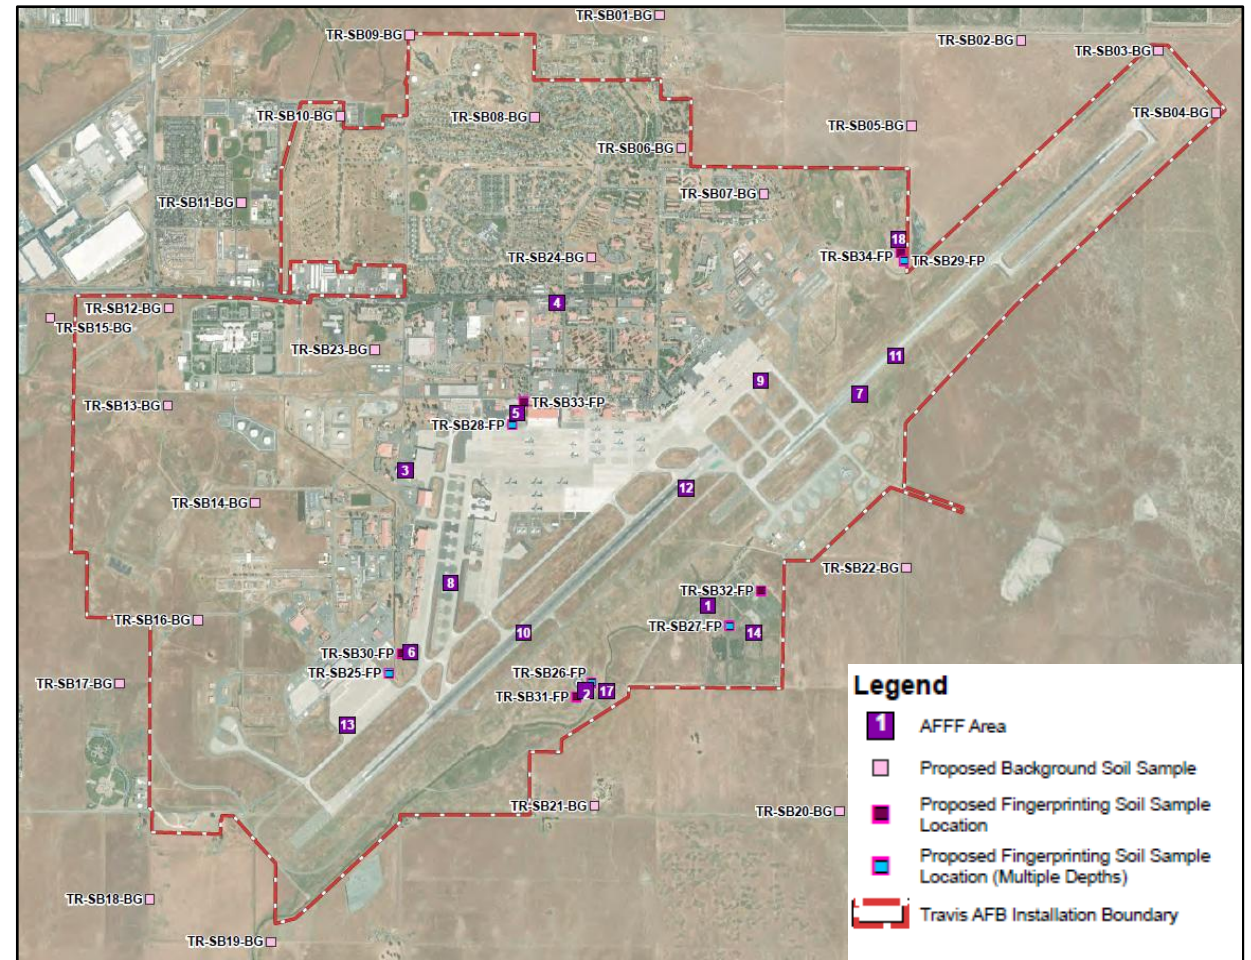 TR-SB01-BG
TR-SB09-BG
TR-SB02-BG
TR-SB03-BG
TR-SB10-BG
TR-SB08-BG
TR-SB04-BG
TR-SB05-BG
TR-SB06-BG
TR-SB07-BG
TR-SB11-BG
18
TR-SB24-BG
TR-SB34-FP
TR-SB29-FP
4
TR-SB12-BG
TR-SB15-BG
TR-SB23-BG
11
9
7
TR-SB13-BG
TR-SB33-FP
5
TR-SB28-FP
3
12
TR-SB14-BG
TR-SB22-BG
8
TR-SB32-FP
1
TR-SB16-BG
TR-SB27-FP
14
10
TR-SB30-FP
6
TR-SB25-FP
TR-SB26-FP
TR-SB17-BG
2
17
TR-SB31-FP
13
TR-SB21-BG
TR-SB20-BG
TR-SB18-BG
TR-SB19-BG
Legend
1
AFFF Area
Proposed Background Soil Sample
Proposed Fingerprinting Soil Sample
Location
Proposed Fingerprinting Soil Sample
Location (Multiple Depths)
Travis AFB Installation Boundary